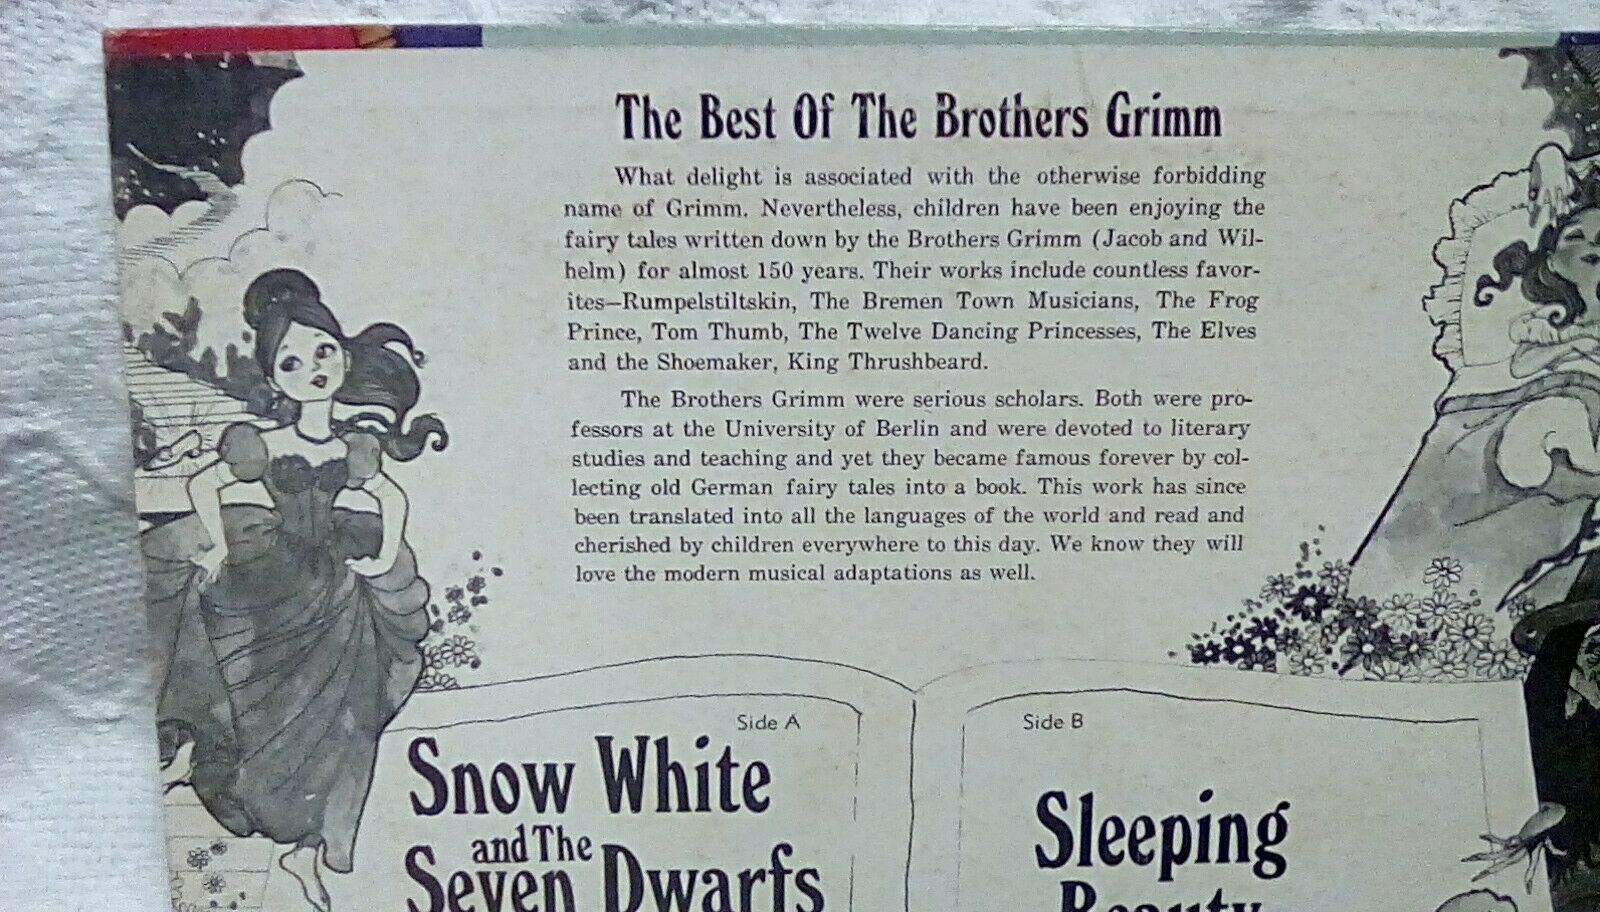 The Best Of The Brothers Grimm
What delight is associated with the otherwise forbidding
name of Grimm. Nevertheless, children have been enjoying the
fairy tales written down by the Brothers Grimm (Jacob and Wil-
helm) for almost 150 years. Their works include countless favor-
ites—Rumpelstiltskin, The Bremen Town Musicians, The Frog
Prince, Tom Thumb, The Twelve Dancing Princesses, The Elves
and the Shoemaker, King Thrushbeard.
The Brothers Grimm were serious scholars. Both were pro-
fessors at the University of Berlin and were devoted to literary
studies and teaching and yet they became famous forever by col-
lecting old German fairy tales into a book. This work has since
been translated into all the languages of the world and read and
cherished by children everywhere to this day. We know they will
love the modern musical adaptations as well.
Side A
Snow White
and The
Seven Dwarfs
Side B
Sleeping
Beauty